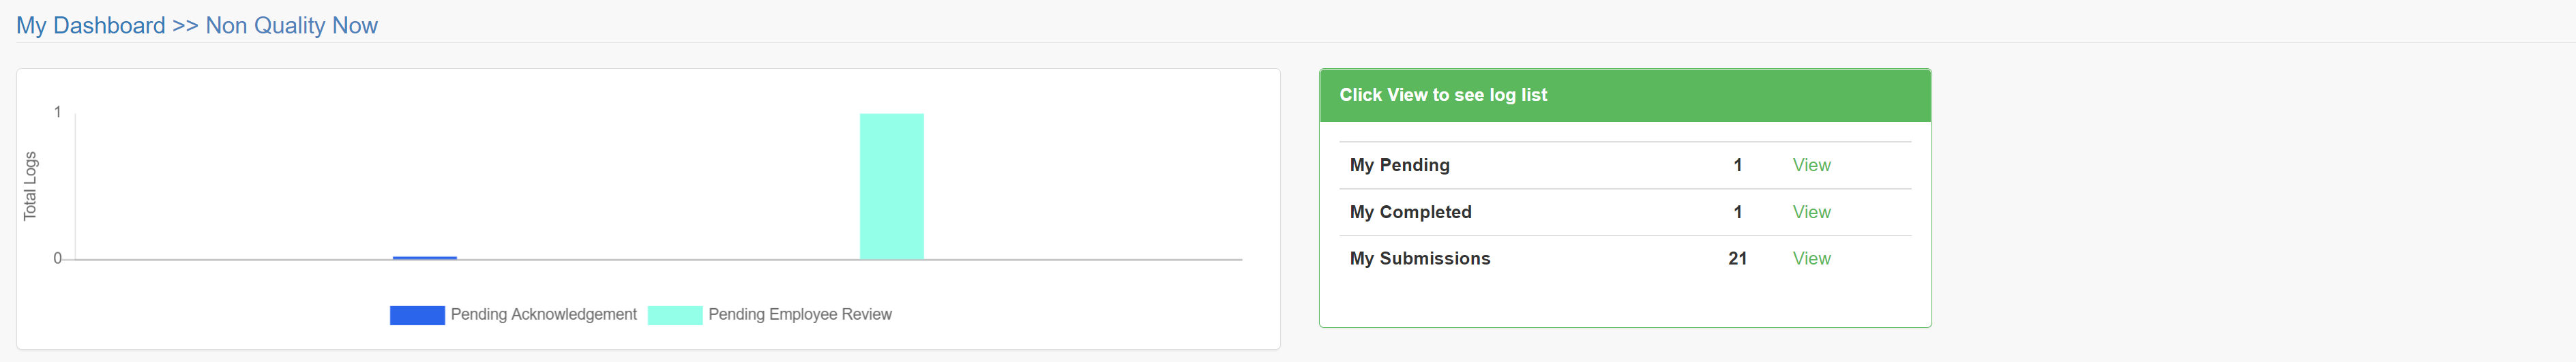 My Dashboard >> Non Quality Now
1
Total Logs
0
Pending Acknowledgement Pending Employee Review
Click View to see log list
My Pending 1 View
My Completed 1 View
My Submissions 21 View